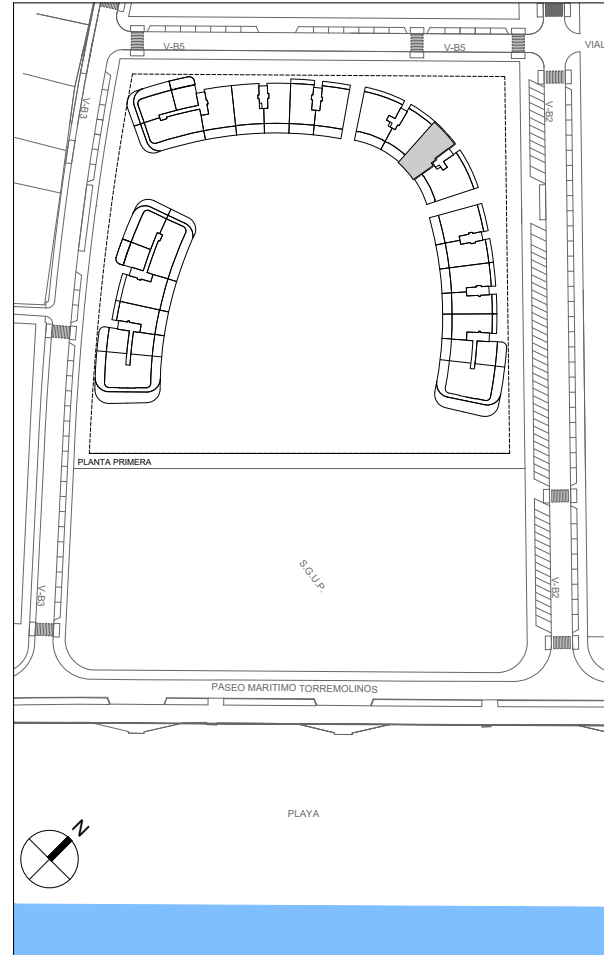 V-B5
V-B5
VIAL
V-B3
V-B2
PLANTA PRIMERA
S.G.U.P.
V-B3
V-B2
PASEO MARITIMO TORREMOLINOS
PLAYA
N